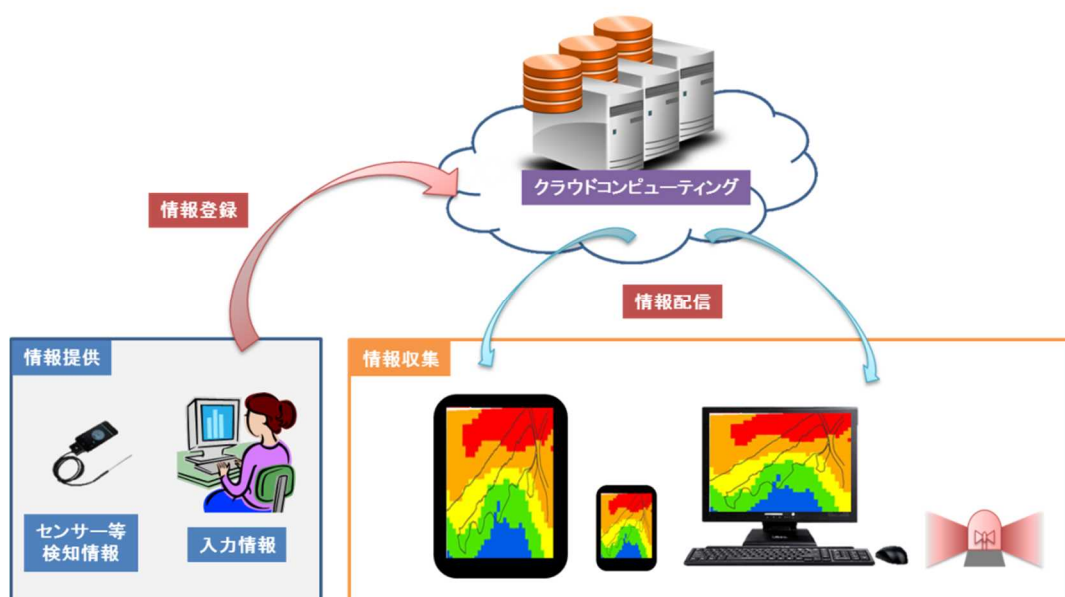 クラウドコンピューティング
情報登録
情報配信
情報提供
情報収集
センサー等
検知情報
入力情報